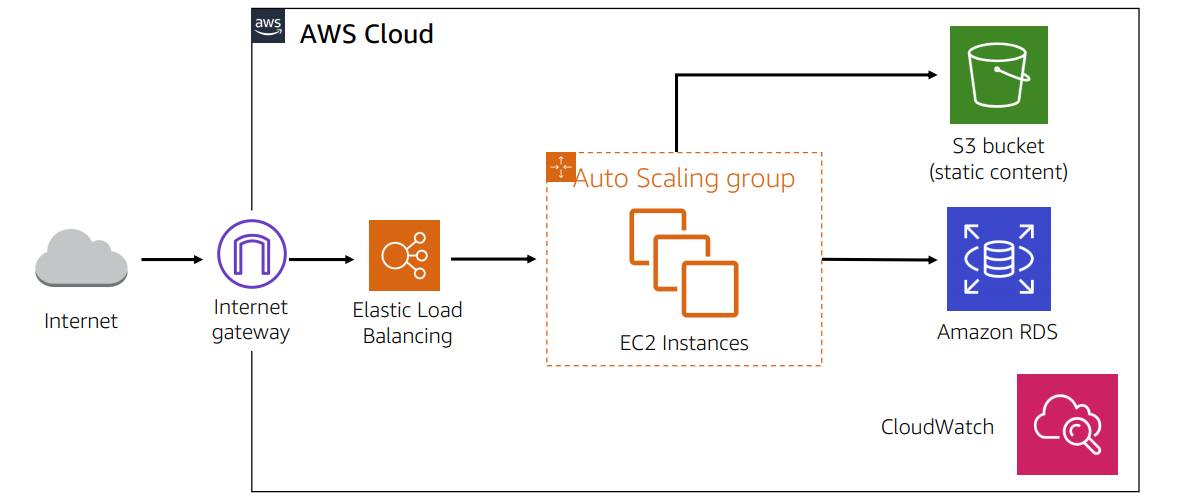 aws
AWS Cloud
S3 bucket
(static content)
Auto Scaling group
Internet
Internet
gateway
Elastic Load
Balancing
EC2 Instances
Amazon RDS
CloudWatch